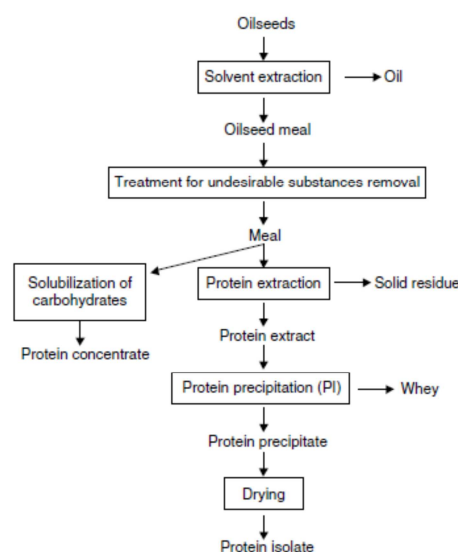 Oilseeds
Solvent extraction
Oil
Oilseed meal
Treatment for undesirable substances removal
Meal
Solubilization of
carbohydrates
Protein extraction
Solid residue
Protein concentrate
Protein extract
Protein precipitation (PI)
Whey
Protein precipitate
Drying
Protein isolate